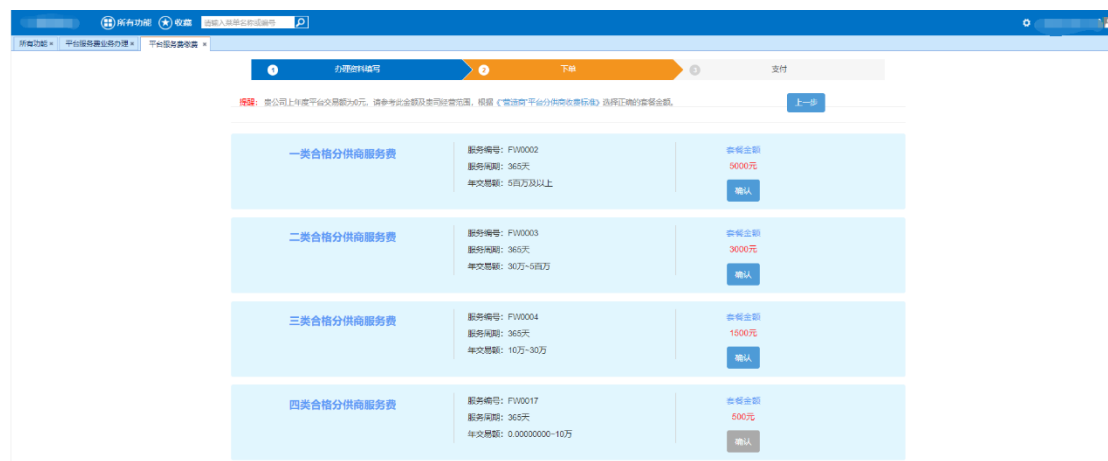 所有功能 收藏 请输入菜单名称或编号
所有功能 × 平台服务费业务办理 × 平台服务费收费 ×
1 办理资料填写 2 下单 3 支付
提醒：贵公司上年度平台交易额为0元，请参考此金额及贵司经营范围，根据《“营造商”平台分供商收费标准》选择正确的套餐金额。 上一步
一类合格分供商服务费
服务编号：FW0002
服务周期：365天
年交易额：5百万及以上
套餐金额
5000元
确认
二类合格分供商服务费
服务编号：FW0003
服务周期：365天
年交易额：30万~5百万
套餐金额
3000元
确认
三类合格分供商服务费
服务编号：FW0004
服务周期：365天
年交易额：10万~30万
套餐金额
1500元
确认
四类合格分供商服务费
服务编号：FW0017
服务周期：365天
年交易额：0.00000000~10万
套餐金额
500元
确认